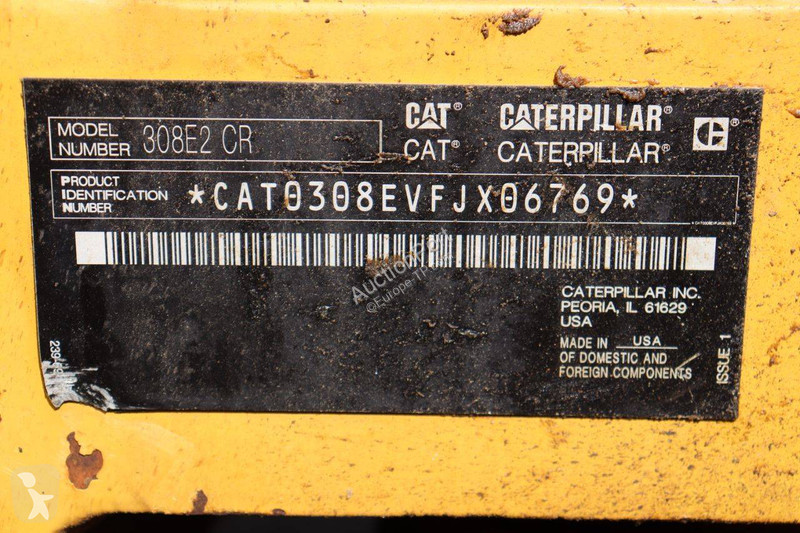 MODEL NUMBER 308E2 CR
CAT® CATERPILLAR®
CAT® CATERPILLAR®
PRODUCT IDENTIFICATION NUMBER *CAT0308EVFJX06769*
CATERPILLAR INC.
PEORIA, IL 61629
USA
MADE IN USA
OF DOMESTIC AND
FOREIGN COMPONENTS
ISSUE 1
©Europe